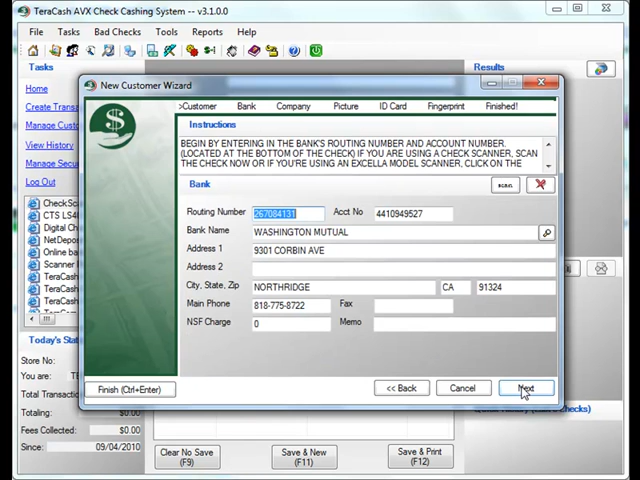 TeraCash AVX Check Cashing System -- v3.1.0.0
File Tasks Bad Checks Tools Reports Help
Tasks
Results
Home
Create Trans
Manage Custo
View History
Manage Secu
Log Out
CheckScan
CTS LS4
Digital Ch
NetDepos
Online ba
Scanner
TeraCash
TeraCash
TeraCash
Today's Stat
Store No:
You are: TE
Total Transactio
Totaling: $0.00
Fees Collected: $0.00
Since: 09/04/2010
New Customer Wizard
>Customer Bank Company Picture ID Card Fingerprint Finished!
Instructions
BEGIN BY ENTERING IN THE BANK'S ROUTING NUMBER AND ACCOUNT NUMBER.
(LOCATED AT THE BOTTOM OF THE CHECK) IF YOU ARE USING A CHECK SCANNER, SCAN
THE CHECK NOW OR IF YOU'RE USING AN EXCELLA MODEL SCANNER, CLICK ON THE
Bank
SCAN
Routing Number 267084131 Acct No 4410949527
Bank Name WASHINGTON MUTUAL
Address 1 9301 CORBIN AVE
Address 2
City, State, Zip NORTHRIDGE CA 91324
Main Phone 818-775-8722 Fax
NSF Charge 0 Memo
Finish (Ctrl+Enter) << Back Cancel Next
Clear No Save
(F9)
Save & New
(F11)
Save & Print
(F12)